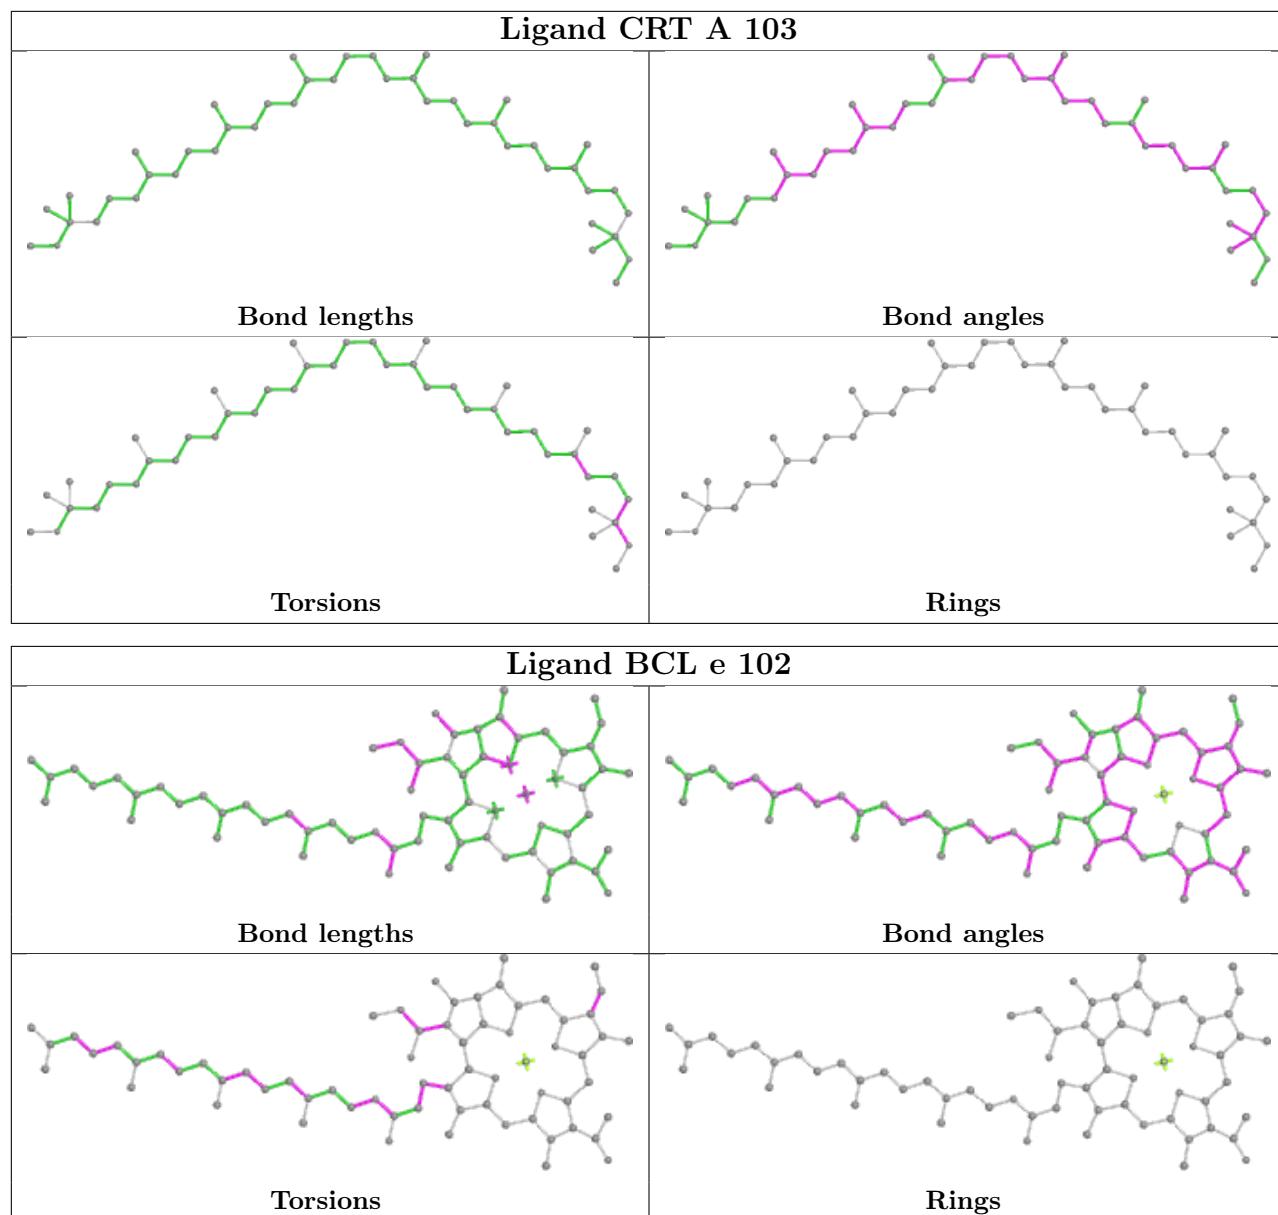 Ligand CRT A 103
Bond lengths
Bond angles
Torsions
Rings
Ligand BCL e 102
Bond lengths
Bond angles
Torsions
Rings